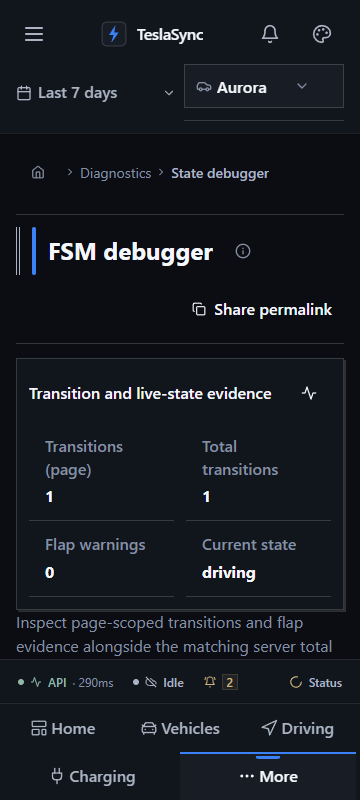 TeslaSync
Last 7 days
Aurora
Diagnostics
State debugger
FSM debugger
Share permalink
Transition and live-state evidence
Transitions
(page)
1
Total
transitions
1
Flap warnings
0
Current state
driving
Inspect page-scoped transitions and flap
evidence alongside the matching server total
API · 290ms
Idle
2
Status
Home
Vehicles
Driving
Charging
More